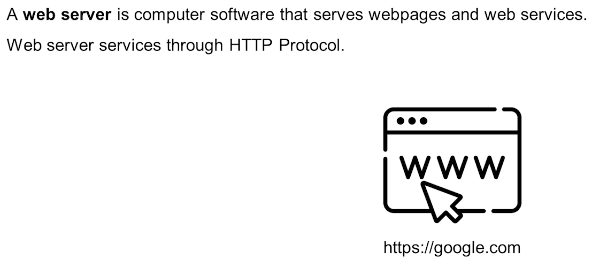 A web server is computer software that serves webpages and web services.
Web server services through HTTP Protocol.
WWW
https://google.com